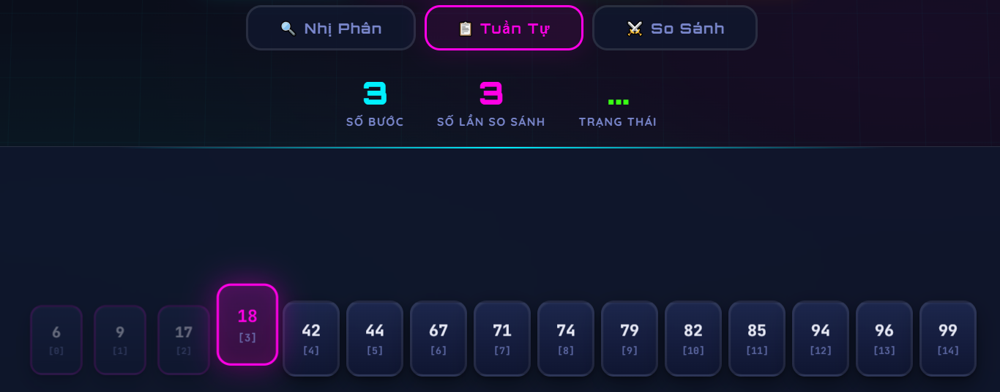 🔍 Nhị Phân 📋 Tuần Tự ⚔️ So Sánh
3 3 ...
SỐ BƯỚC SỐ LẦN SO SÁNH TRẠNG THÁI
6 9 17 18 42 44 67 71 74 79 82 85 94 96 99
[0] [1] [2] [3] [4] [5] [6] [7] [8] [9] [10] [11] [12] [13] [14]